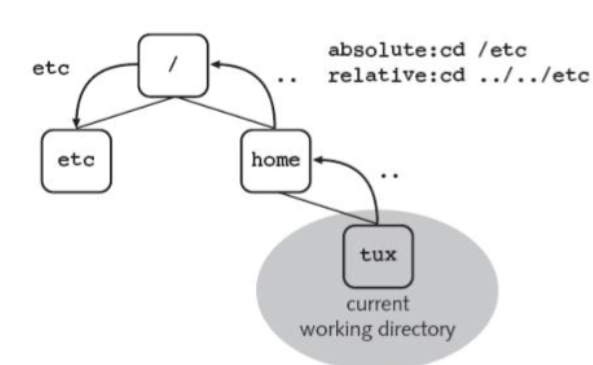 absolute:cd /etc
relative:cd ../../etc
etc
/
..
etc
home
..
tux
current
working directory